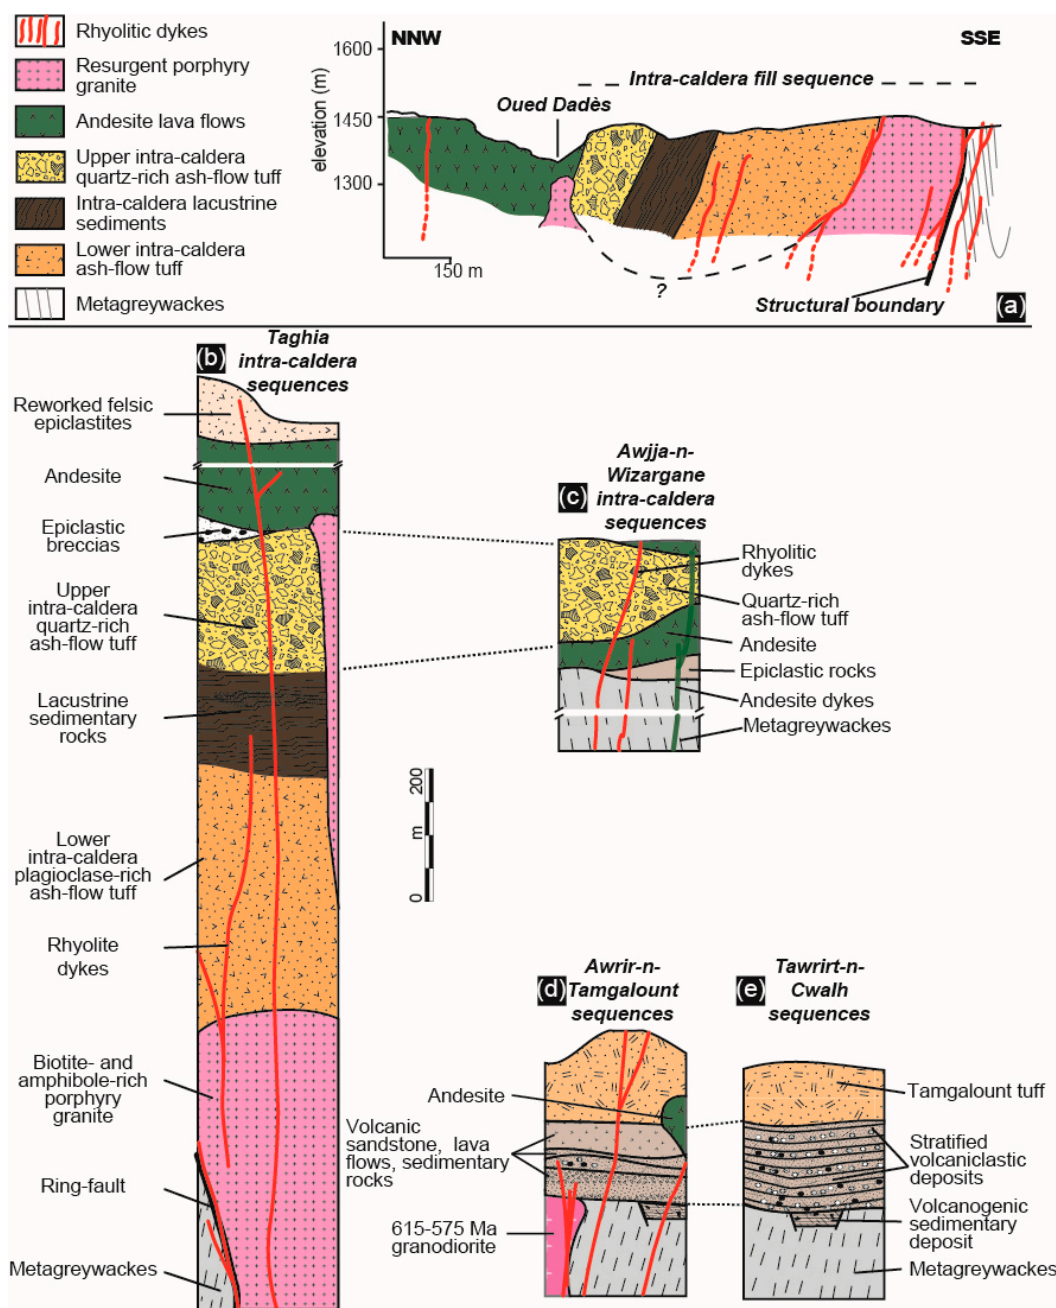 Rhyolitic dykes
Resurgent porphyry
granite
Andesite lava flows
Upper intra-caldera
quartz-rich ash-flow tuff
Intra-caldera lacustrine
sediments
Lower intra-caldera
ash-flow tuff
Metagreywackes
elevation (m)
1600
1450
1300
NNW
SSE
Intra-caldera fill sequence
Oued Dadès
150 m
?
Structural boundary
(a)
(b)
Taghia
intra-caldera
sequences
Reworked felsic
epiclastites
Andesite
Epiclastic
breccias
Upper
intra-caldera
quartz-rich
ash-flow tuff
Lacustrine
sedimentary
rocks
Lower
intra-caldera
plagioclase-rich
ash-flow tuff
Rhyolite
dykes
Biotite- and
amphibole-rich
porphyry
granite
Ring-fault
Metagreywackes
200
m
0
(c)
Awjja-n-
Wizargane
intra-caldera
sequences
Rhyolitic
dykes
Quartz-rich
ash-flow tuff
Andesite
Epiclastic rocks
Andesite dykes
Metagreywackes
(d)
Awrir-n-
Tamgalount
sequences
Andesite
Volcanic
sandstone, lava
flows, sedimentary
rocks
615-575 Ma
granodiorite
(e)
Tawrirt-n-
Cwalh
sequences
Tamgalount tuff
Stratified
volcaniclastic
deposits
Volcanogenic
sedimentary
deposit
Metagreywackes